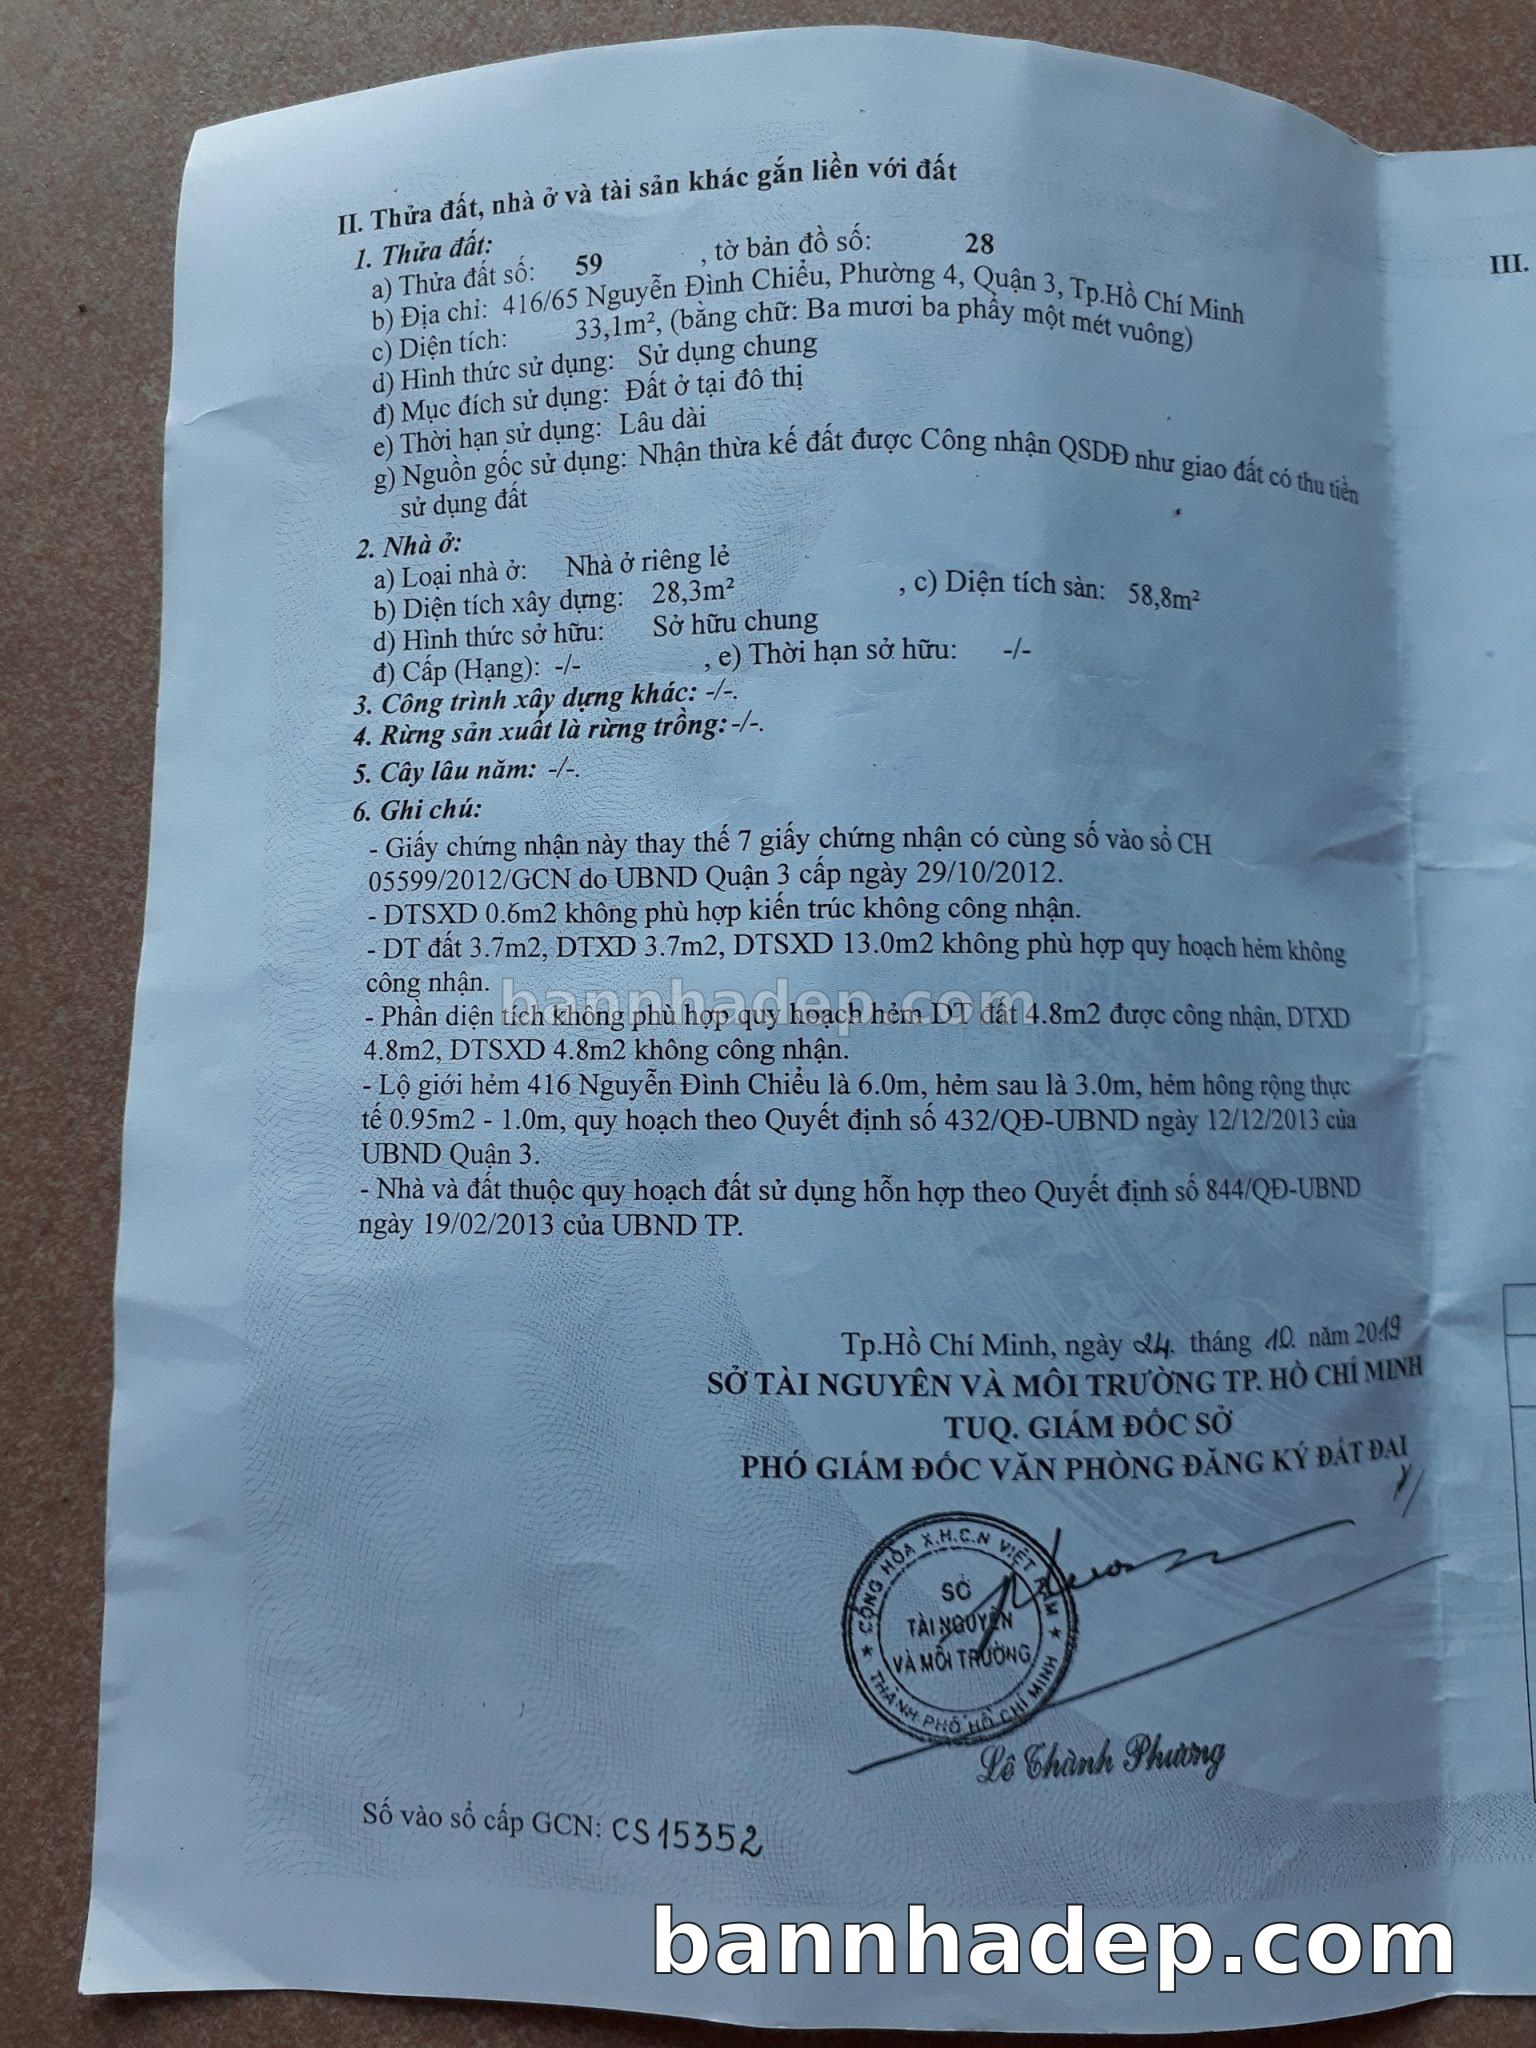 II. Thửa đất, nhà ở và tài sản khác gắn liền với đất
1. Thửa đất:
a) Thửa đất số: 59 , tờ bản đồ số: 28
b) Địa chỉ: 416/65 Nguyễn Đình Chiểu, Phường 4, Quận 3, Tp.Hồ Chí Minh
c) Diện tích: 33,1m², (bằng chữ: Ba mươi ba phẩy một mét vuông)
d) Hình thức sử dụng: Sử dụng chung
đ) Mục đích sử dụng: Đất ở tại đô thị
e) Thời hạn sử dụng: Lâu dài
g) Nguồn gốc sử dụng: Nhận thừa kế đất được Công nhận QSDĐ như giao đất có thu tiền
sử dụng đất
2. Nhà ở:
a) Loại nhà ở: Nhà ở riêng lẻ
b) Diện tích xây dựng: 28,3m² , c) Diện tích sàn: 58,8m²
d) Hình thức sở hữu: Sở hữu chung
đ) Cấp (Hạng): -/- , e) Thời hạn sở hữu: -/-
3. Công trình xây dựng khác: -/-.
4. Rừng sản xuất là rừng trồng: -/-.
5. Cây lâu năm: -/-.
6. Ghi chú:
- Giấy chứng nhận này thay thế 7 giấy chứng nhận có cùng số vào sổ CH
05599/2012/GCN do UBND Quận 3 cấp ngày 29/10/2012.
- DTSXD 0.6m2 không phù hợp kiến trúc không công nhận.
- DT đất 3.7m2, DTXD 3.7m2, DTSXD 13.0m2 không phù hợp quy hoạch hẻm không
công nhận.
bannhadep.com
- Phần diện tích không phù hợp quy hoạch hẻm DT đất 4.8m2 được công nhận, DTXD
4.8m2, DTSXD 4.8m2 không công nhận.
- Lộ giới hẻm 416 Nguyễn Đình Chiểu là 6.0m, hẻm sau là 3.0m, hẻm hông rộng thực
tế 0.95m2 - 1.0m, quy hoạch theo Quyết định số 432/QĐ-UBND ngày 12/12/2013 của
UBND Quận 3.
- Nhà và đất thuộc quy hoạch đất sử dụng hỗn hợp theo Quyết định số 844/QĐ-UBND
ngày 19/02/2013 của UBND TP.
Tp.Hồ Chí Minh, ngày 24. tháng 10. năm 2019
SỞ TÀI NGUYÊN VÀ MÔI TRƯỜNG TP. HỒ CHÍ MINH
TUQ. GIÁM ĐỐC SỞ
PHÓ GIÁM ĐỐC VĂN PHÒNG ĐĂNG KÝ ĐẤT ĐAI
CỘNG HÒA X.H.C.N VIỆT NAM
SỞ
TÀI NGUYÊN
VÀ MÔI TRƯỜNG
THÀNH PHỐ HỒ CHÍ MINH
Lê Thành Phương
Số vào sổ cấp GCN: CS15352
bannhadep.com
III.